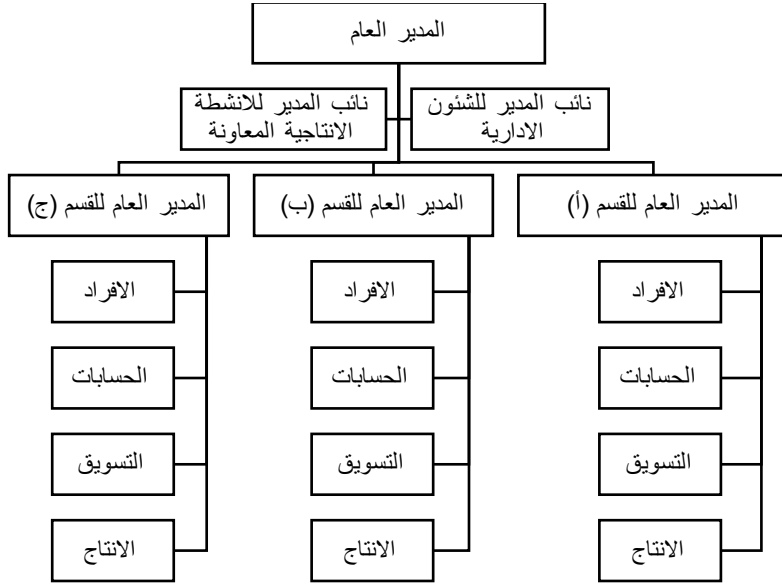 المدير العام
نائب المدير للشئون
الادارية
نائب المدير للانشطة
الانتاجية المعاونة
المدير العام للقسم (أ)
المدير العام للقسم (ب)
المدير العام للقسم (ج)
الافراد
الافراد
الافراد
الحسابات
الحسابات
الحسابات
التسويق
التسويق
التسويق
الانتاج
الانتاج
الانتاج